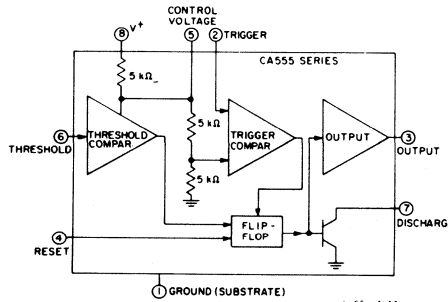 CONTROL
VOLTAGE
8 V+
5
2 TRIGGER
CA555 SERIES
5 kΩ
THRESHOLD
COMPAR
6
THRESHOLD
5 kΩ
TRIGGER
COMPAR
OUTPUT
3
OUTPUT
5 kΩ
7
DISCHARG
FLIP-
FLOP
4
RESET
1 GROUND (SUBSTRATE)